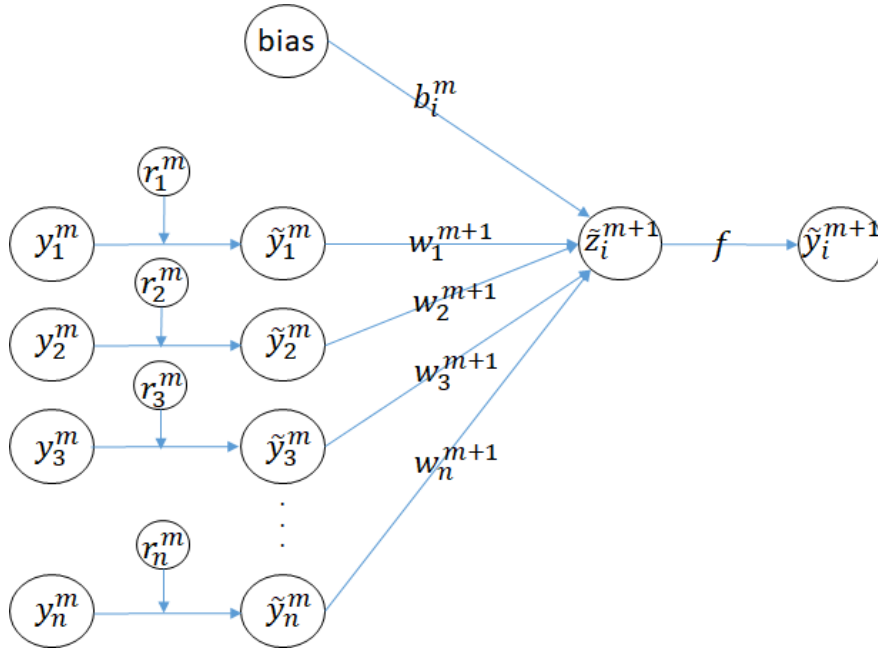 bias
b_i^m
r_1^m
y_1^m ỹ_1^m w_1^{m+1} z̃_i^{m+1} f ỹ_i^{m+1}
r_2^m
w_2^{m+1}
y_2^m ỹ_2^m
r_3^m
w_3^{m+1}
y_3^m ỹ_3^m
w_n^{m+1}
. . .
r_n^m
y_n^m ỹ_n^m